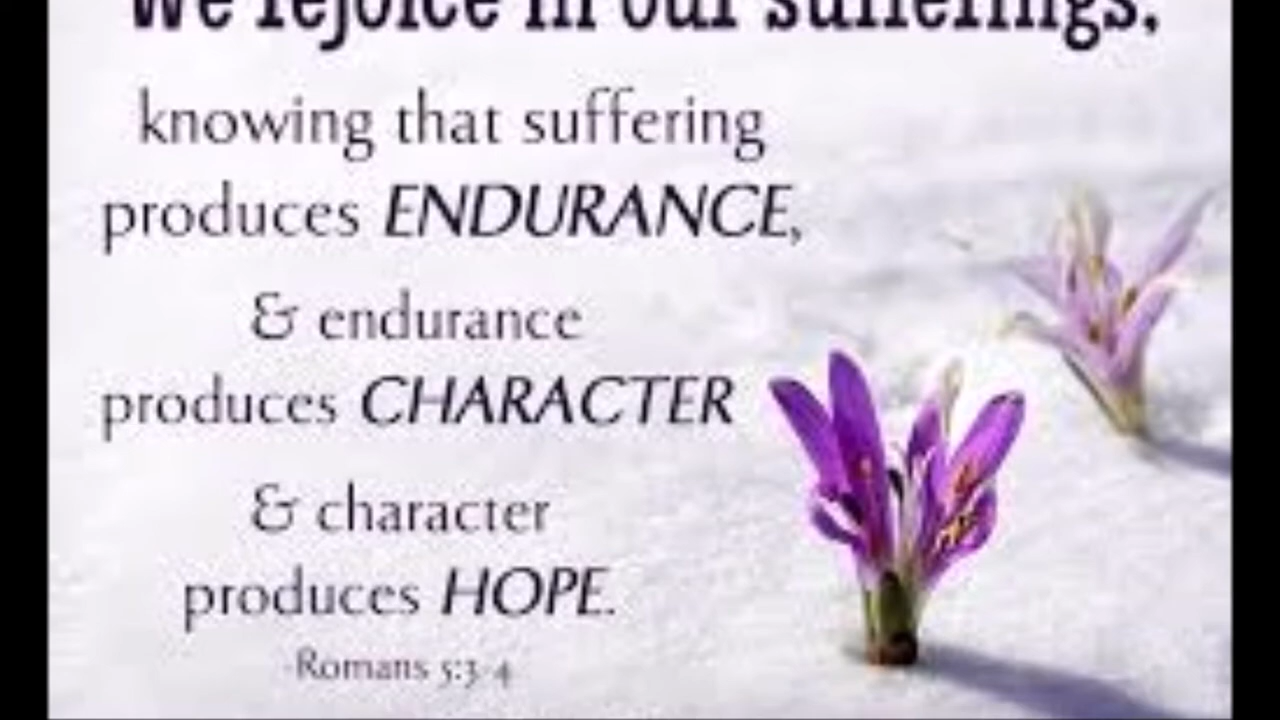 We rejoice in our sufferings,
knowing that suffering
produces ENDURANCE,
& endurance
produces CHARACTER
& character
produces HOPE.
-Romans 5:3-4